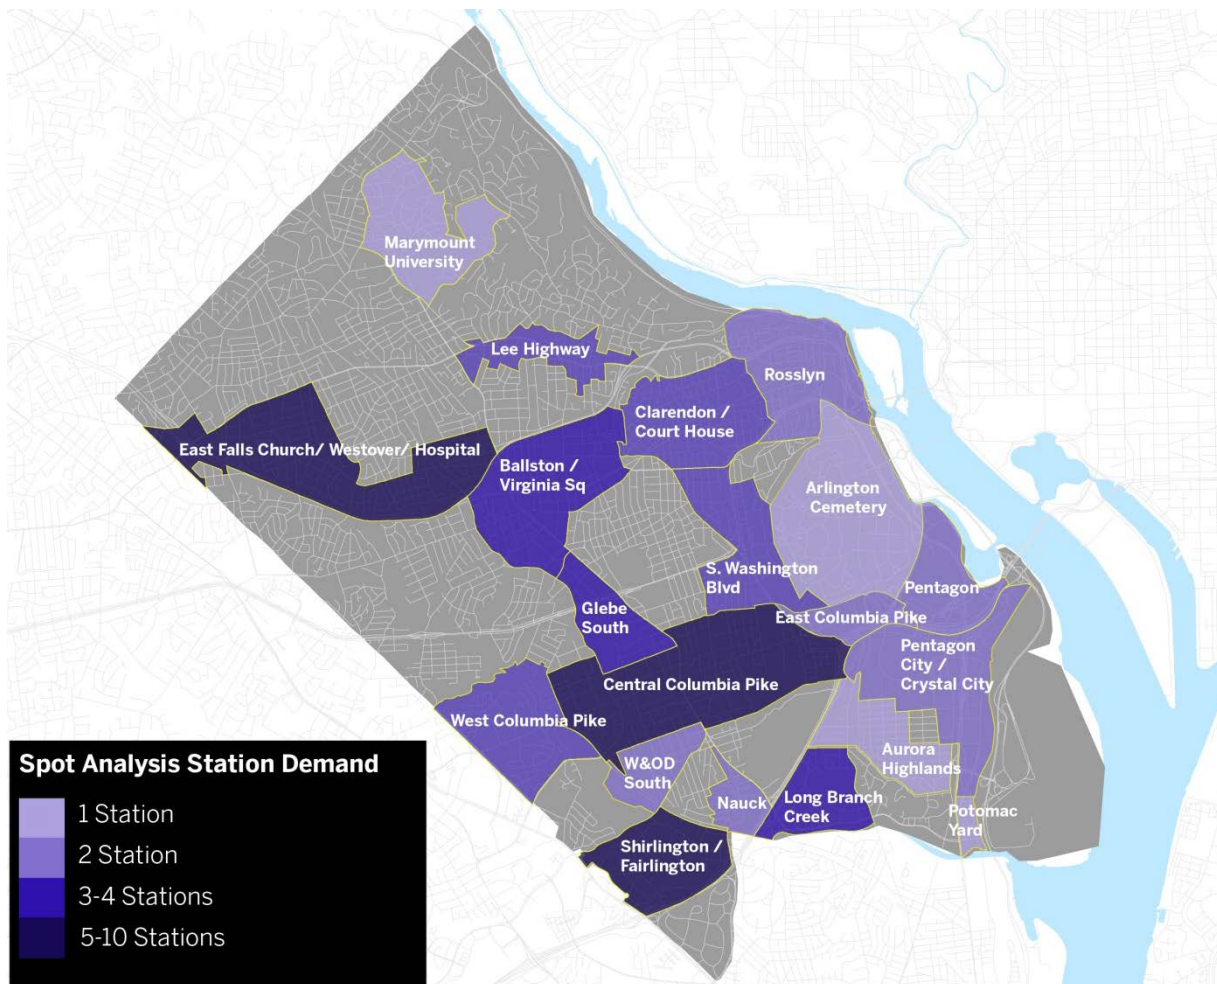 Marymount
University
Lee Highway
Rosslyn
Clarendon /
Court House
East Falls Church/ Westover/ Hospital
Ballston /
Virginia Sq
Arlington
Cemetery
S. Washington
Blvd
Pentagon
Glebe
South
East Columbia Pike
Pentagon
City /
Crystal City
Central Columbia Pike
West Columbia Pike
Aurora
Highlands
W&OD
South
Nauck
Long Branch
Creek
Potomac
Yard
Shirlington /
Fairlington
Spot Analysis Station Demand
1 Station
2 Station
3-4 Stations
5-10 Stations